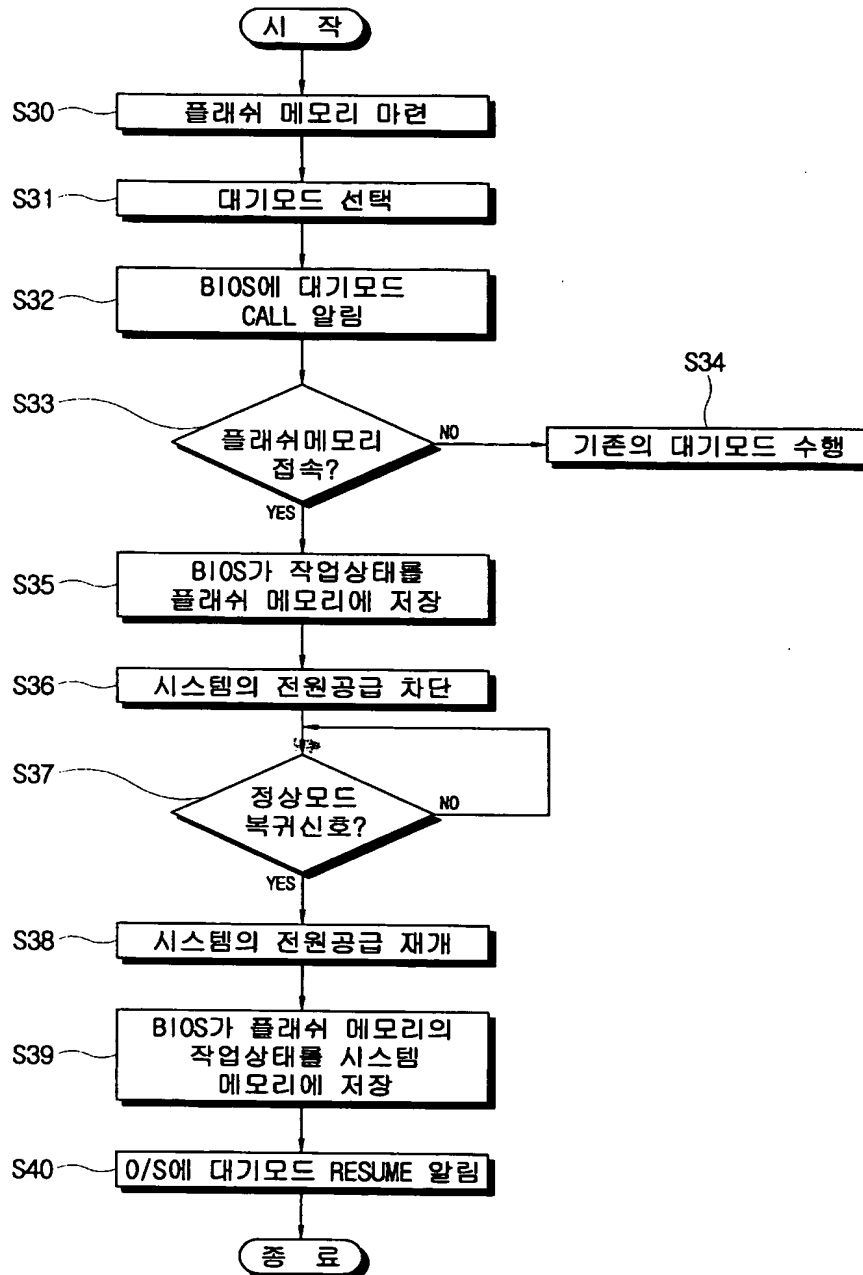 시 작
S30
플래쉬 메모리 마련
S31
대기모드 선택
S32
BIOS에 대기모드
CALL 알림
S33
플래쉬메모리
접속?
NO
S34
기존의 대기모드 수행
YES
S35
BIOS가 작업상태를
플래쉬 메모리에 저장
S36
시스템의 전원공급 차단
S37
정상모드
복귀신호?
NO
YES
S38
시스템의 전원공급 재개
S39
BIOS가 플래쉬 메모리의
작업상태를 시스템
메모리에 저장
S40
O/S에 대기모드 RESUME 알림
종 료